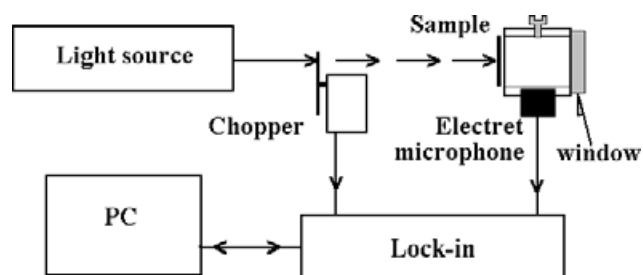 Light source
Sample
Chopper
Electret
microphone
window
PC
Lock-in